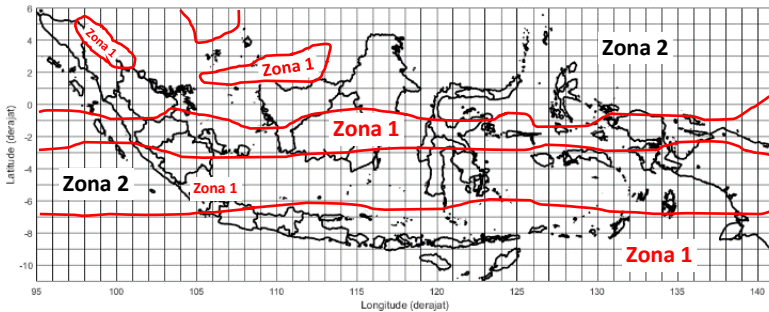 6
4
2
0
-2
-4
-6
-8
-10
Latitude (derajat)
Zona 1
Zona 1
Zona 2
Zona 1
Zona 2
Zona 1
Zona 1
95
100
105
110
115
120
125
130
135
140
Longitude (derajat)